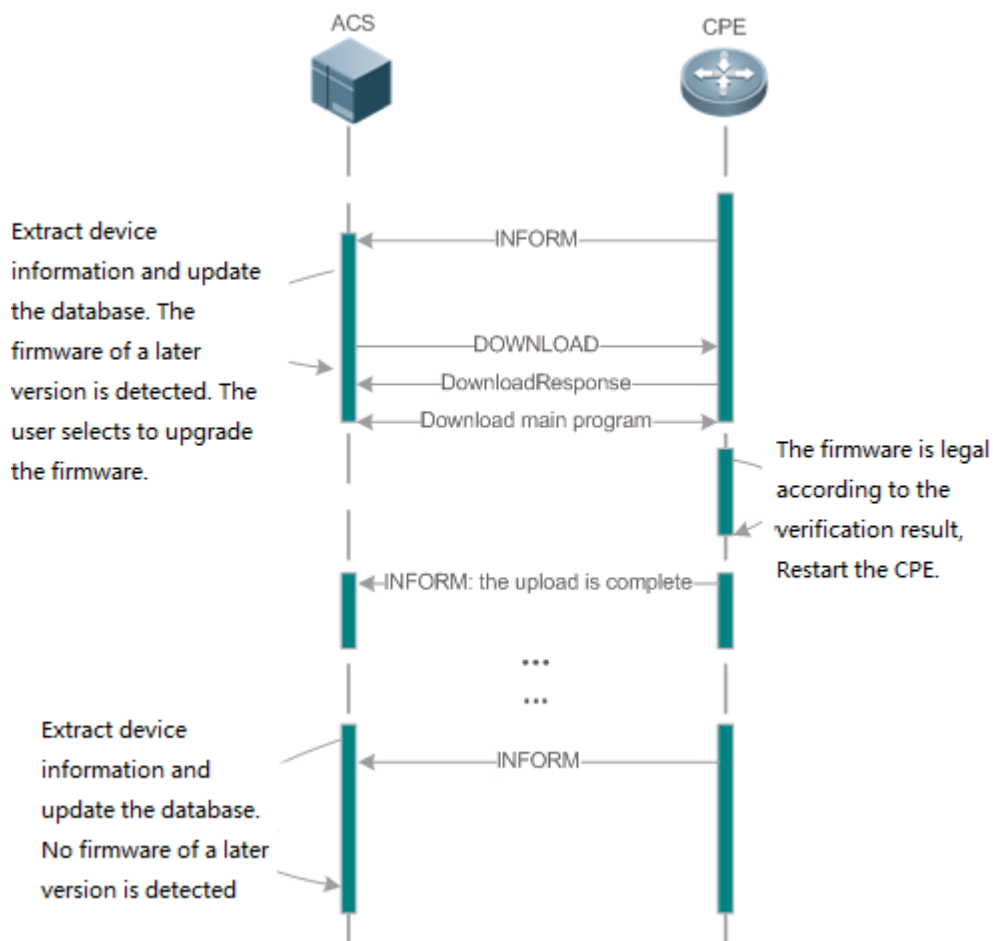 ACS
CPE
INFORM
Extract device
information and update
the database. The
firmware of a later
version is detected. The
user selects to upgrade
the firmware.
DOWNLOAD
DownloadResponse
Download main program
The firmware is legal
according to the
verification result,
Restart the CPE.
INFORM: the upload is complete
...
...
Extract device
information and
update the database.
No firmware of a later
version is detected
INFORM